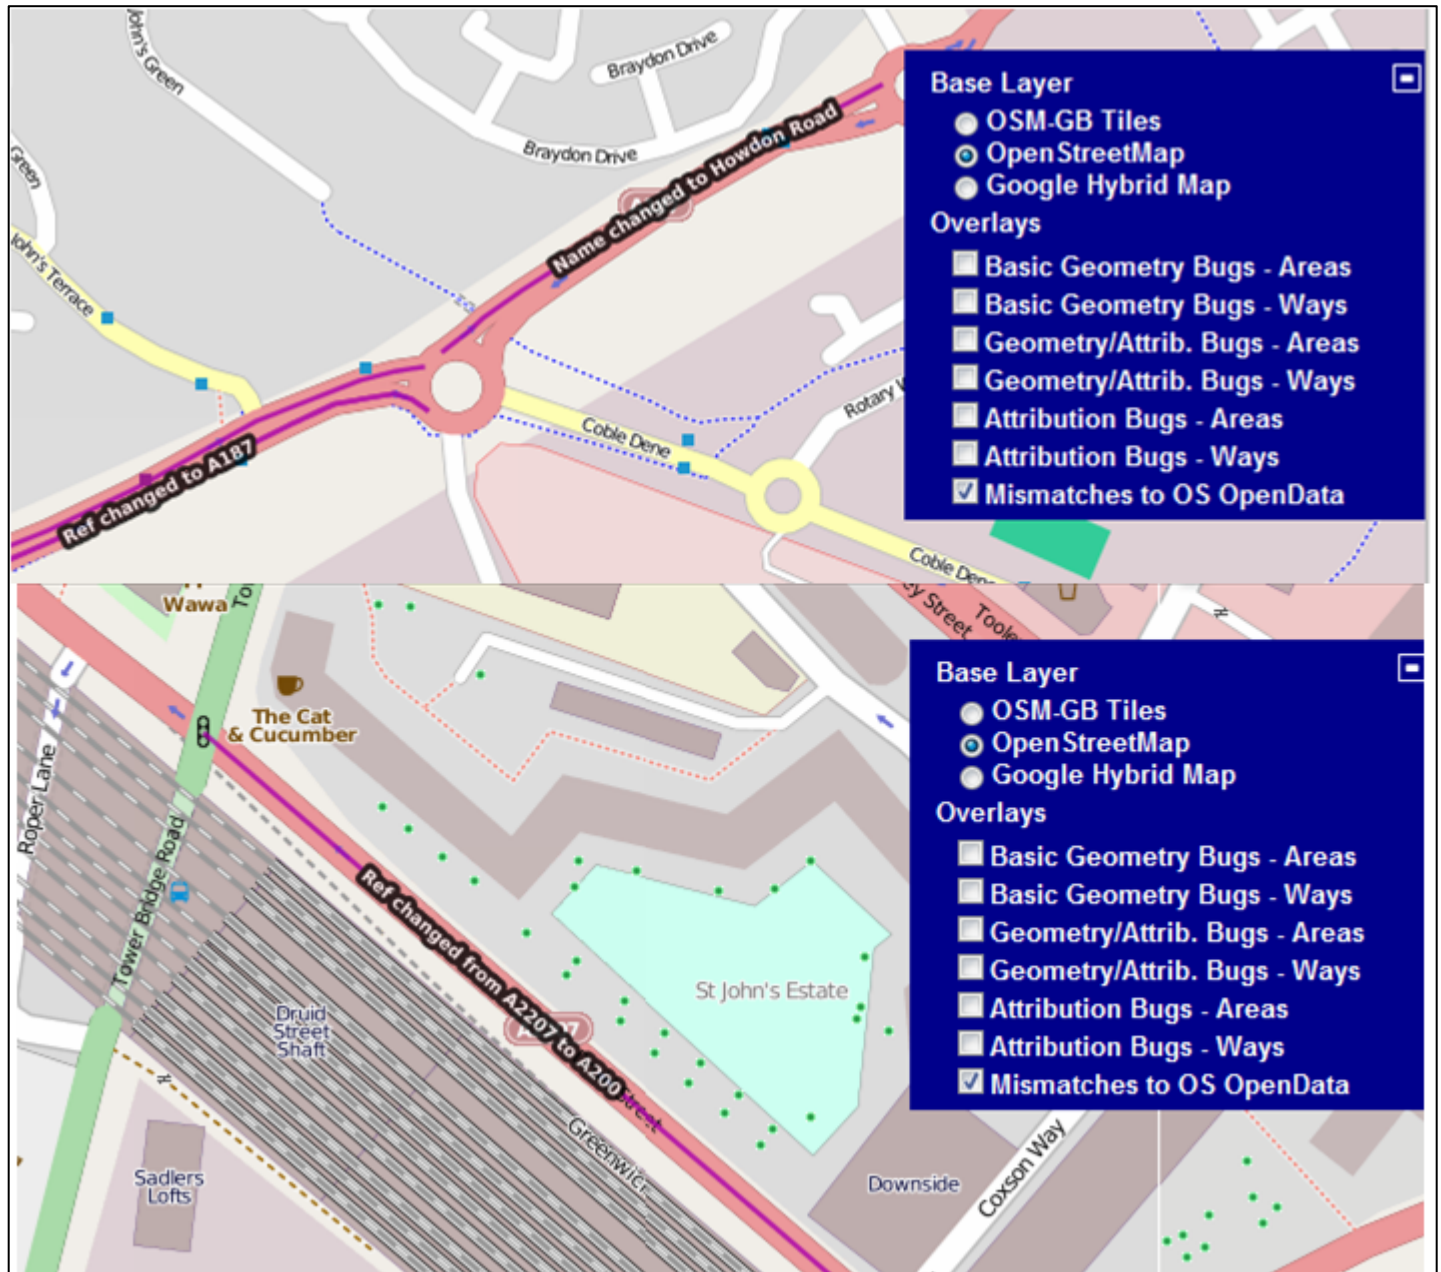 John's Green
Braydon Drive
Braydon Drive
Green
John's Terrace
Name changed to Howdon Road
Ref changed to A187
Coble Dene
Rotary
Coble
Base Layer
OSM-GB Tiles
OpenStreetMap
Google Hybrid Map
Overlays
Basic Geometry Bugs - Areas
Basic Geometry Bugs - Ways
Geometry/Attrib. Bugs - Areas
Geometry/Attrib. Bugs - Ways
Attribution Bugs - Areas
Attribution Bugs - Ways
Mismatches to OS OpenData
Wawa
The Cat
& Cucumber
Roper Lane
Tower Bridge Road
Ref changed from A2207 to A200
Street
St John's Estate
Druid
Street
Shaft
Sadlers
Lofts
Downside
Coxson Way
Street
Base Layer
OSM-GB Tiles
OpenStreetMap
Google Hybrid Map
Overlays
Basic Geometry Bugs - Areas
Basic Geometry Bugs - Ways
Geometry/Attrib. Bugs - Areas
Geometry/Attrib. Bugs - Ways
Attribution Bugs - Areas
Attribution Bugs - Ways
Mismatches to OS OpenData